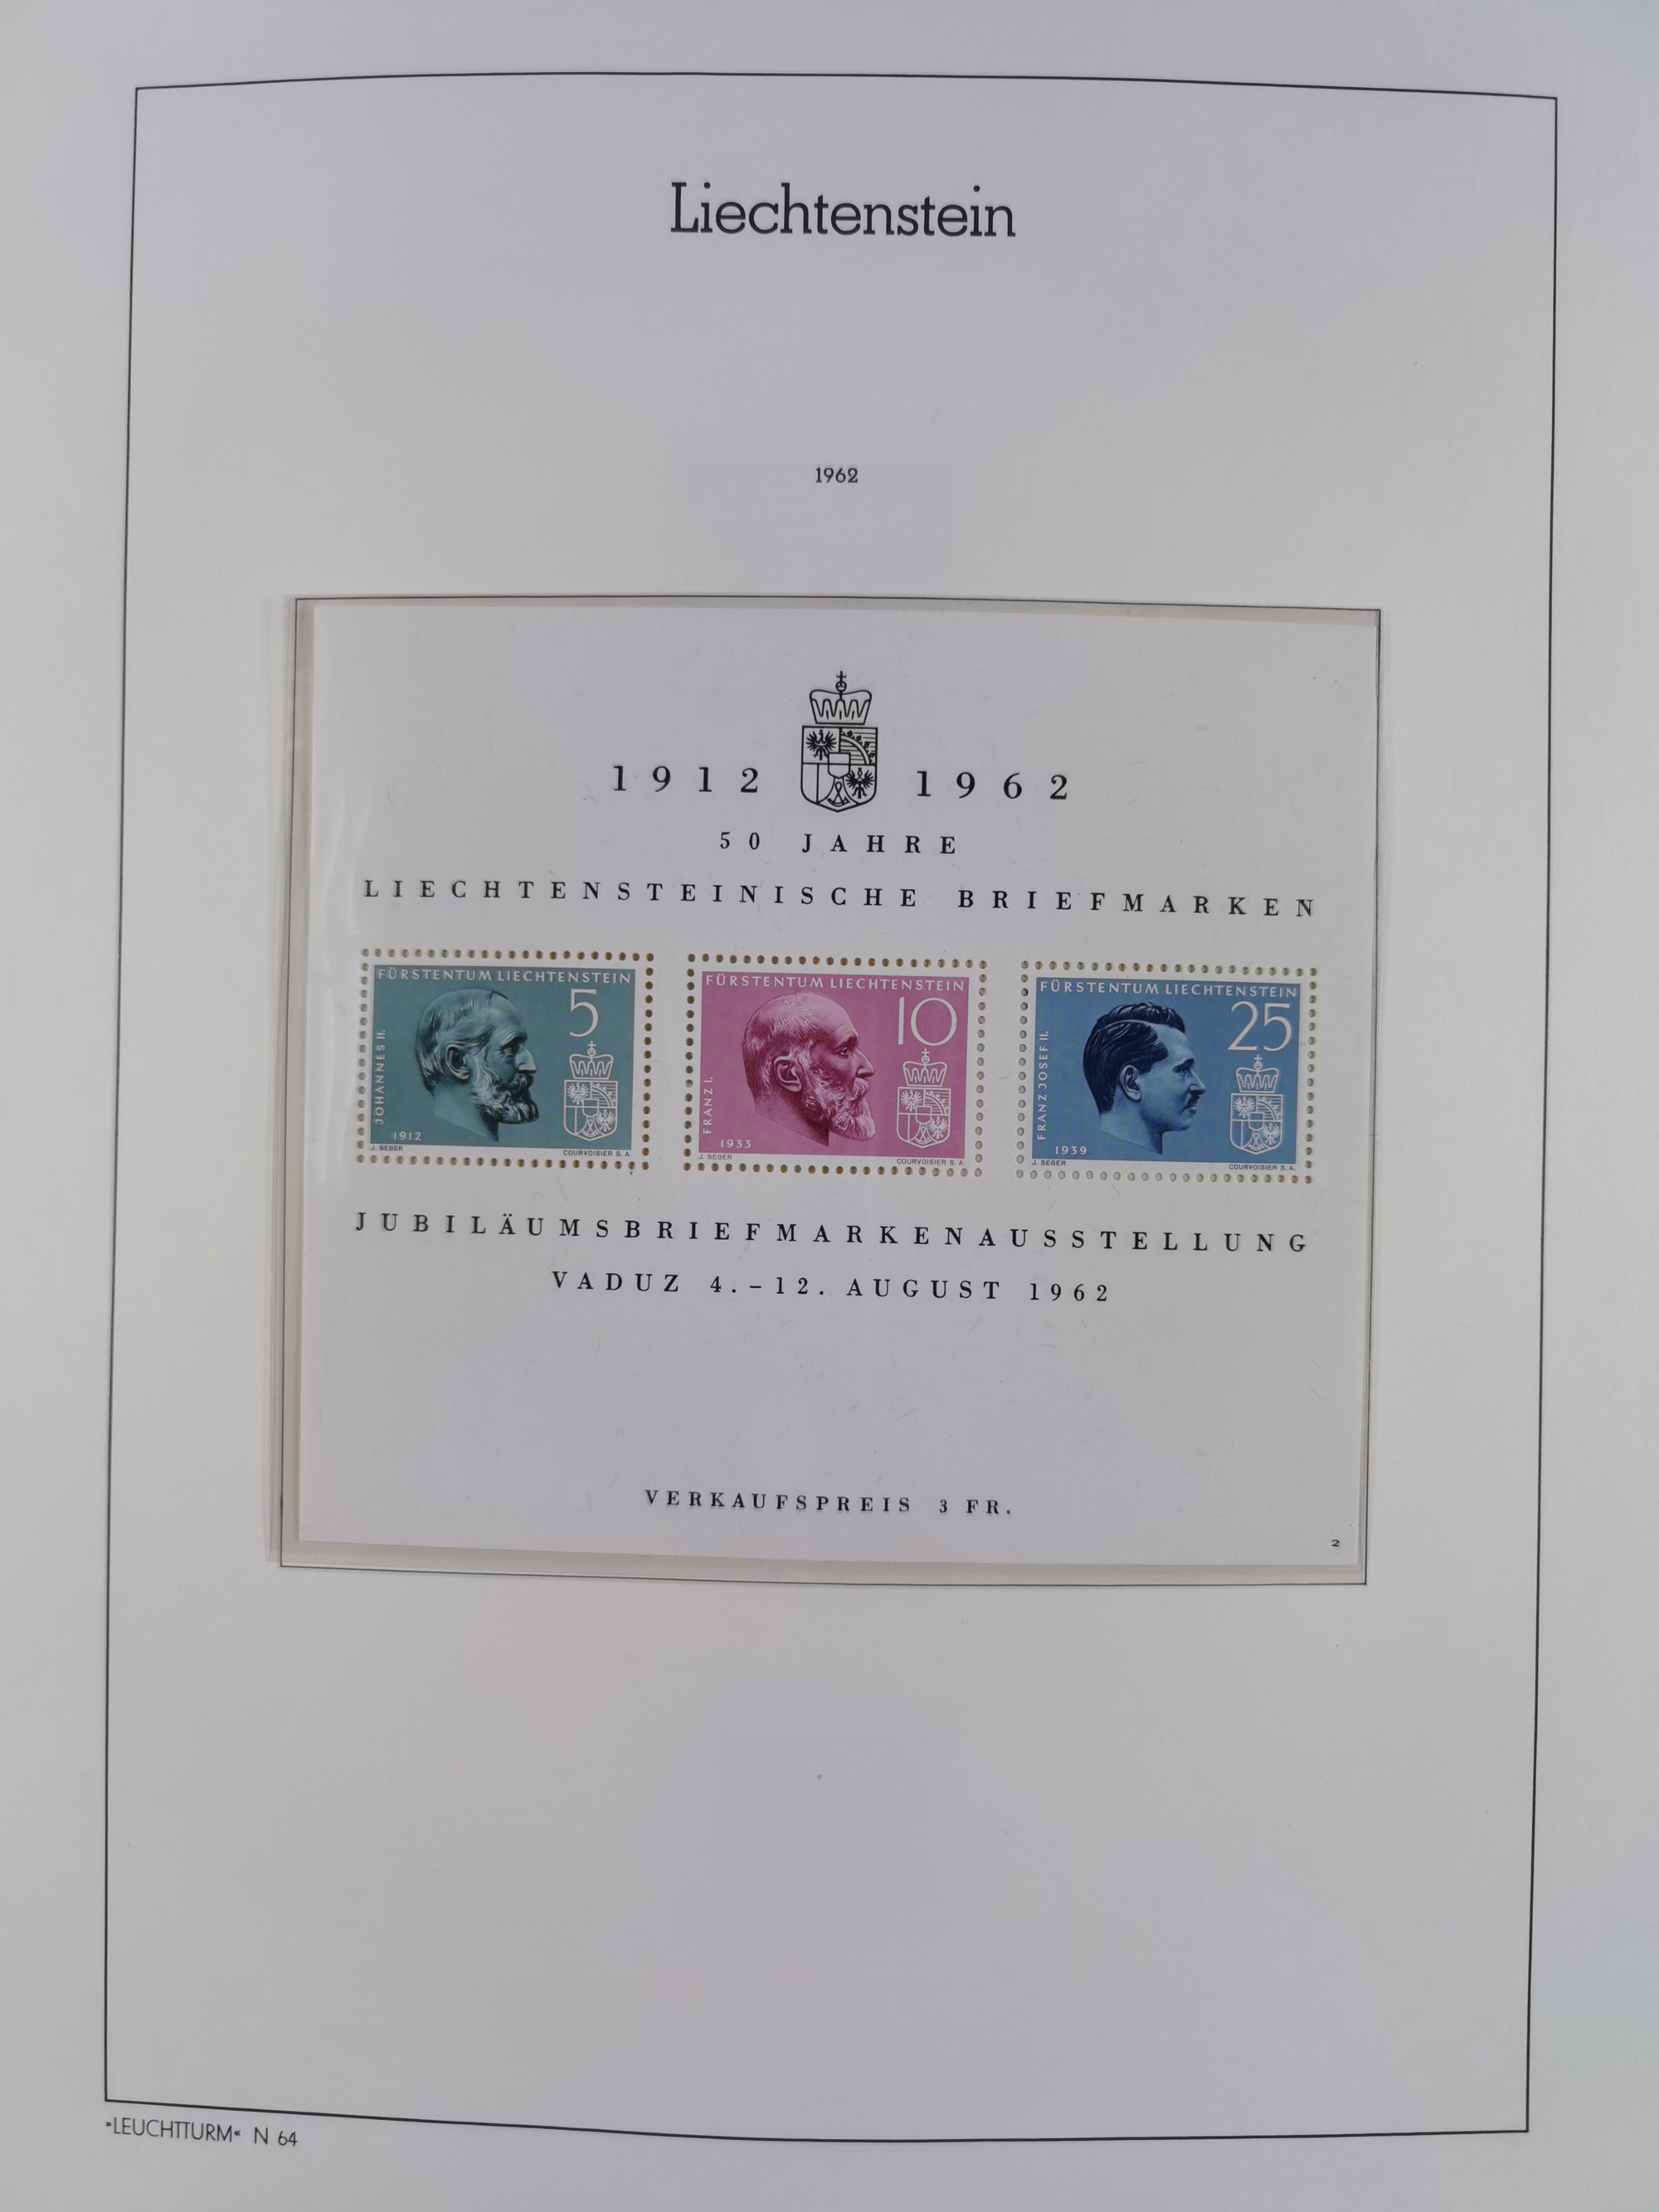 Liechtenstein
1962
1912 1962
50 JAHRE
LIECHTENSTEINISCHE BRIEFMARKEN
FÜRSTENTUM LIECHTENSTEIN
5
JOHANNES II.
1912
J. SEGER
COURVOISIER S. A.
FÜRSTENTUM LIECHTENSTEIN
10
FRANZ I.
1933
J. SEGER
COURVOISIER S. A.
FÜRSTENTUM LIECHTENSTEIN
25
FRANZ JOSEF II.
1939
J. SEGER
COURVOISIER S. A.
JUBILÄUMSBRIEFMARKENAUSSTELLUNG
VADUZ 4.–12. AUGUST 1962
VERKAUFSPREIS 3 FR.
2
»LEUCHTTURM« N 64